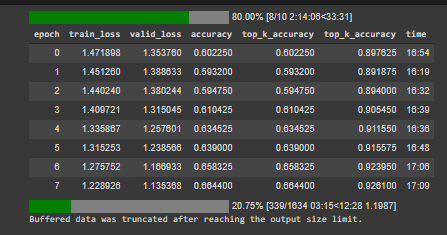 80.00% [8/10 2:14:06<33:31]
epoch train_loss valid_loss accuracy top_k_accuracy top_k_accuracy time
0 1.471898 1.353760 0.602250 0.602250 0.897625 16:54
1 1.451260 1.388633 0.593200 0.593200 0.891875 16:19
2 1.440240 1.380244 0.594750 0.594750 0.894000 16:32
3 1.409721 1.315045 0.610425 0.610425 0.905450 16:39
4 1.335867 1.257601 0.634525 0.634525 0.911550 16:36
5 1.315253 1.238566 0.639000 0.639000 0.915575 16:48
6 1.275752 1.166933 0.658325 0.658325 0.923950 17:06
7 1.228926 1.135368 0.664400 0.664400 0.926100 17:09
20.75% [339/1634 03:15<12:28 1.1987]
Buffered data was truncated after reaching the output size limit.